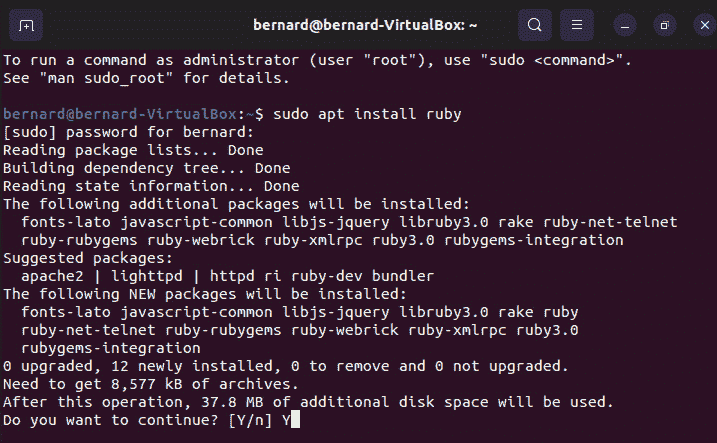 bernard@bernard-VirtualBox: ~
To run a command as administrator (user "root"), use "sudo <command>".
See "man sudo_root" for details.
bernard@bernard-VirtualBox:~$ sudo apt install ruby
[sudo] password for bernard:
Reading package lists... Done
Building dependency tree... Done
Reading state information... Done
The following additional packages will be installed:
  fonts-lato javascript-common libjs-jquery libruby3.0 rake ruby-net-telnet
  ruby-rubygems ruby-webrick ruby-xmlrpc ruby3.0 rubygems-integration
Suggested packages:
  apache2 | lighttpd | httpd ri ruby-dev bundler
The following NEW packages will be installed:
  fonts-lato javascript-common libjs-jquery libruby3.0 rake ruby
  ruby-net-telnet ruby-rubygems ruby-webrick ruby-xmlrpc ruby3.0
  rubygems-integration
0 upgraded, 12 newly installed, 0 to remove and 0 not upgraded.
Need to get 8,577 kB of archives.
After this operation, 37.8 MB of additional disk space will be used.
Do you want to continue? [Y/n] Y